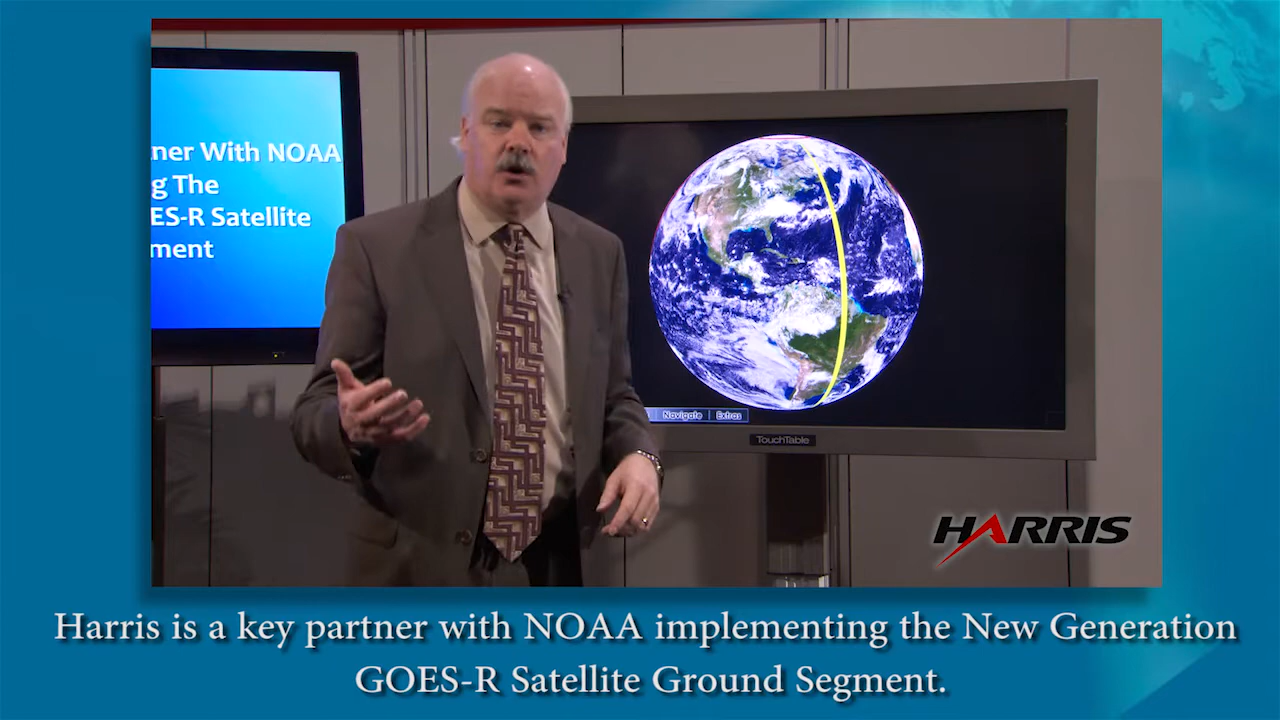 tner With NOAA
g The
ES-R Satellite
ment
Navigate | Extras
TouchTable
HARRIS
Harris is a key partner with NOAA implementing the New Generation
GOES-R Satellite Ground Segment.